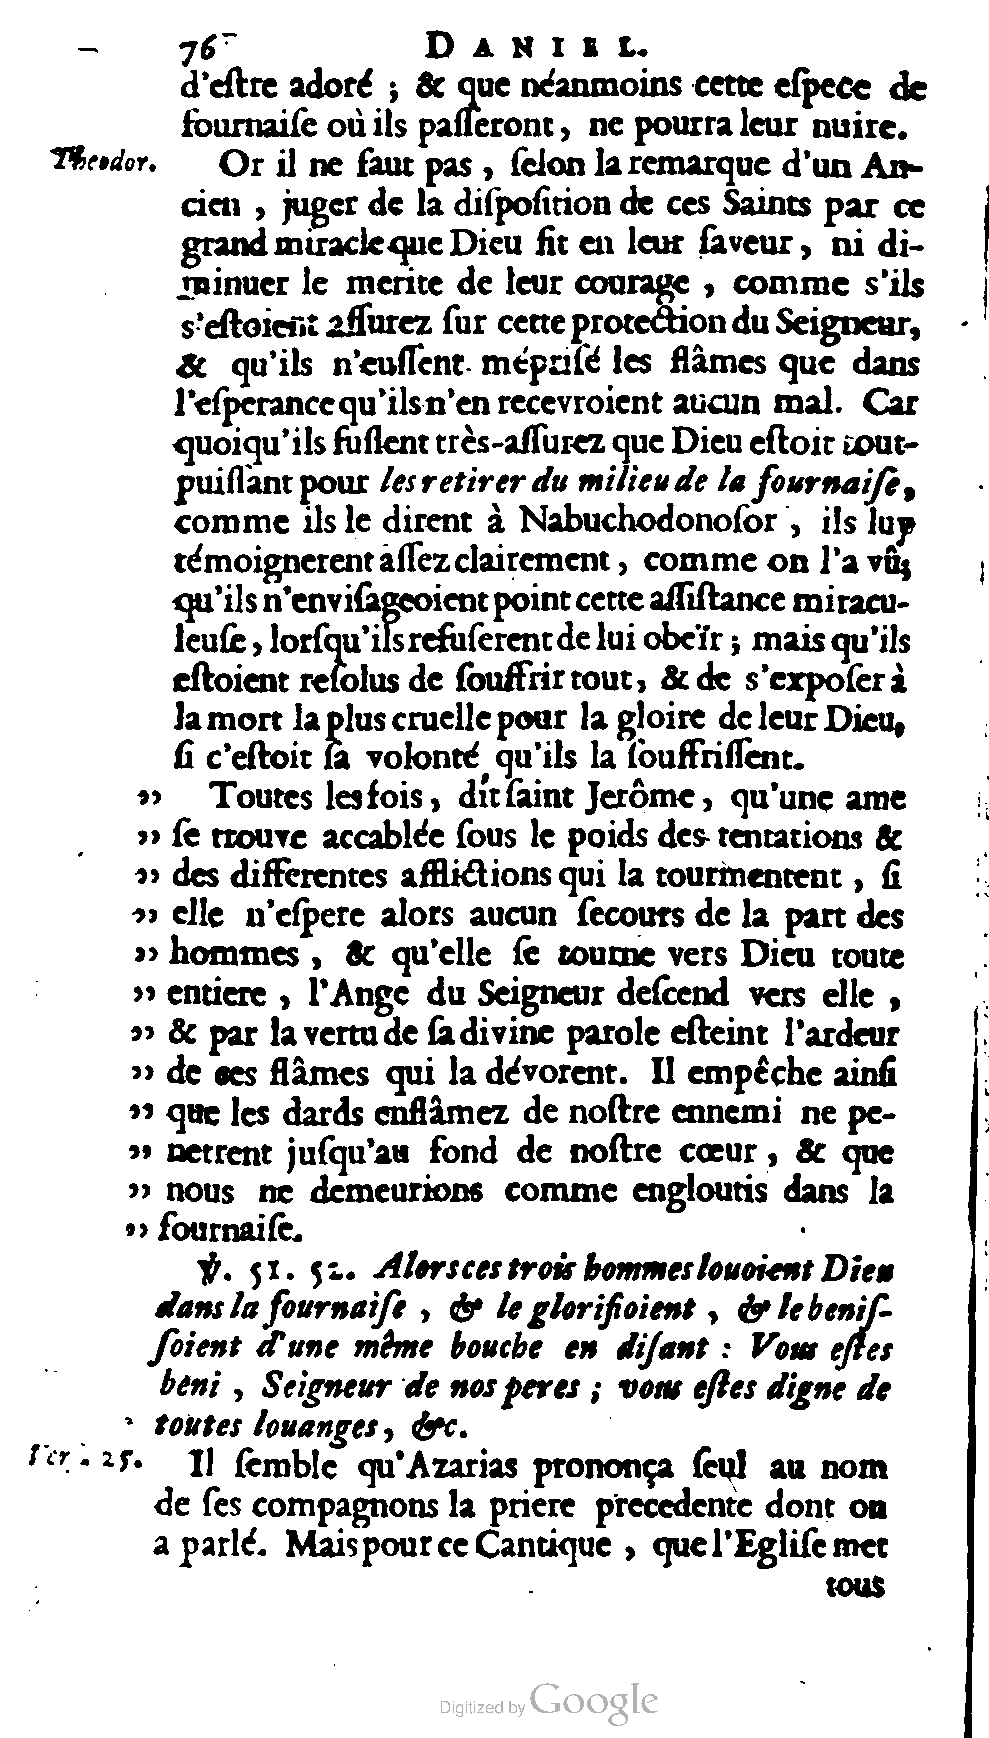 76 DANIEL.
d'eſtre adoré ; & que néanmoins cette eſpece de
fournaiſe où ils paſſeront, ne pourra leur nuire.
Theodor. Or il ne faut pas, ſelon la remarque d'un An-
cien, juger de la diſpoſition de ces Saints par ce
grand miracle que Dieu fit en leur faveur, ni di-
minuer le merite de leur courage, comme s'ils
s'eſtoient aſſurez ſur cette protection du Seigneur,
& qu'ils n'euſſent mépriſé les flâmes que dans
l'eſperance qu'ils n'en recevroient aucun mal. Car
quoiqu'ils fuſſent très-aſſurez que Dieu eſtoit tout-
puiſſant pour les retirer du milieu de la fournaiſe,
comme ils le dirent à Nabuchodonoſor, ils luy
témoignerent aſſez clairement, comme on l'a vû,
qu'ils n'enviſageoient point cette aſſiſtance miracu-
leuſe, lorſqu'ils refuſerent de lui obeïr ; mais qu'ils
eſtoient reſolus de ſouffrir tout, & de s'expoſer à
la mort la plus cruelle pour la gloire de leur Dieu,
ſi c'eſtoit ſa volonté qu'ils la ſouffriſſent.
” Toutes les fois, dit ſaint Jerôme, qu'une ame
” ſe trouve accablée ſous le poids des tentations &
” des differentes afflictions qui la tourmentent, ſi
” elle n'eſpere alors aucun ſecours de la part des
” hommes, & qu'elle ſe tourne vers Dieu toute
” entiere, l'Ange du Seigneur deſcend vers elle,
” & par la vertu de ſa divine parole eſteint l'ardeur
” de ces flâmes qui la dévorent. Il empêche ainſi
” que les dards enflâmez de noſtre ennemi ne pe-
” netrent juſqu'au fond de noſtre cœur, & que
” nous ne demeurions comme engloutis dans la
” fournaiſe.
℣. 51. 52. Alors ces trois hommes louoient Dieu
dans la fournaiſe, & le glorifioient, & le beniſ-
ſoient d'une même bouche en diſant : Vous eſtes
beni, Seigneur de nos peres ; vous eſtes digne de
toutes louanges, &c.
Ver. 25. Il ſemble qu'Azarias prononça ſeul au nom
de ſes compagnons la priere precedente dont on
a parlé. Mais pour ce Cantique, que l'Egliſe met
tous
Digitized by Google